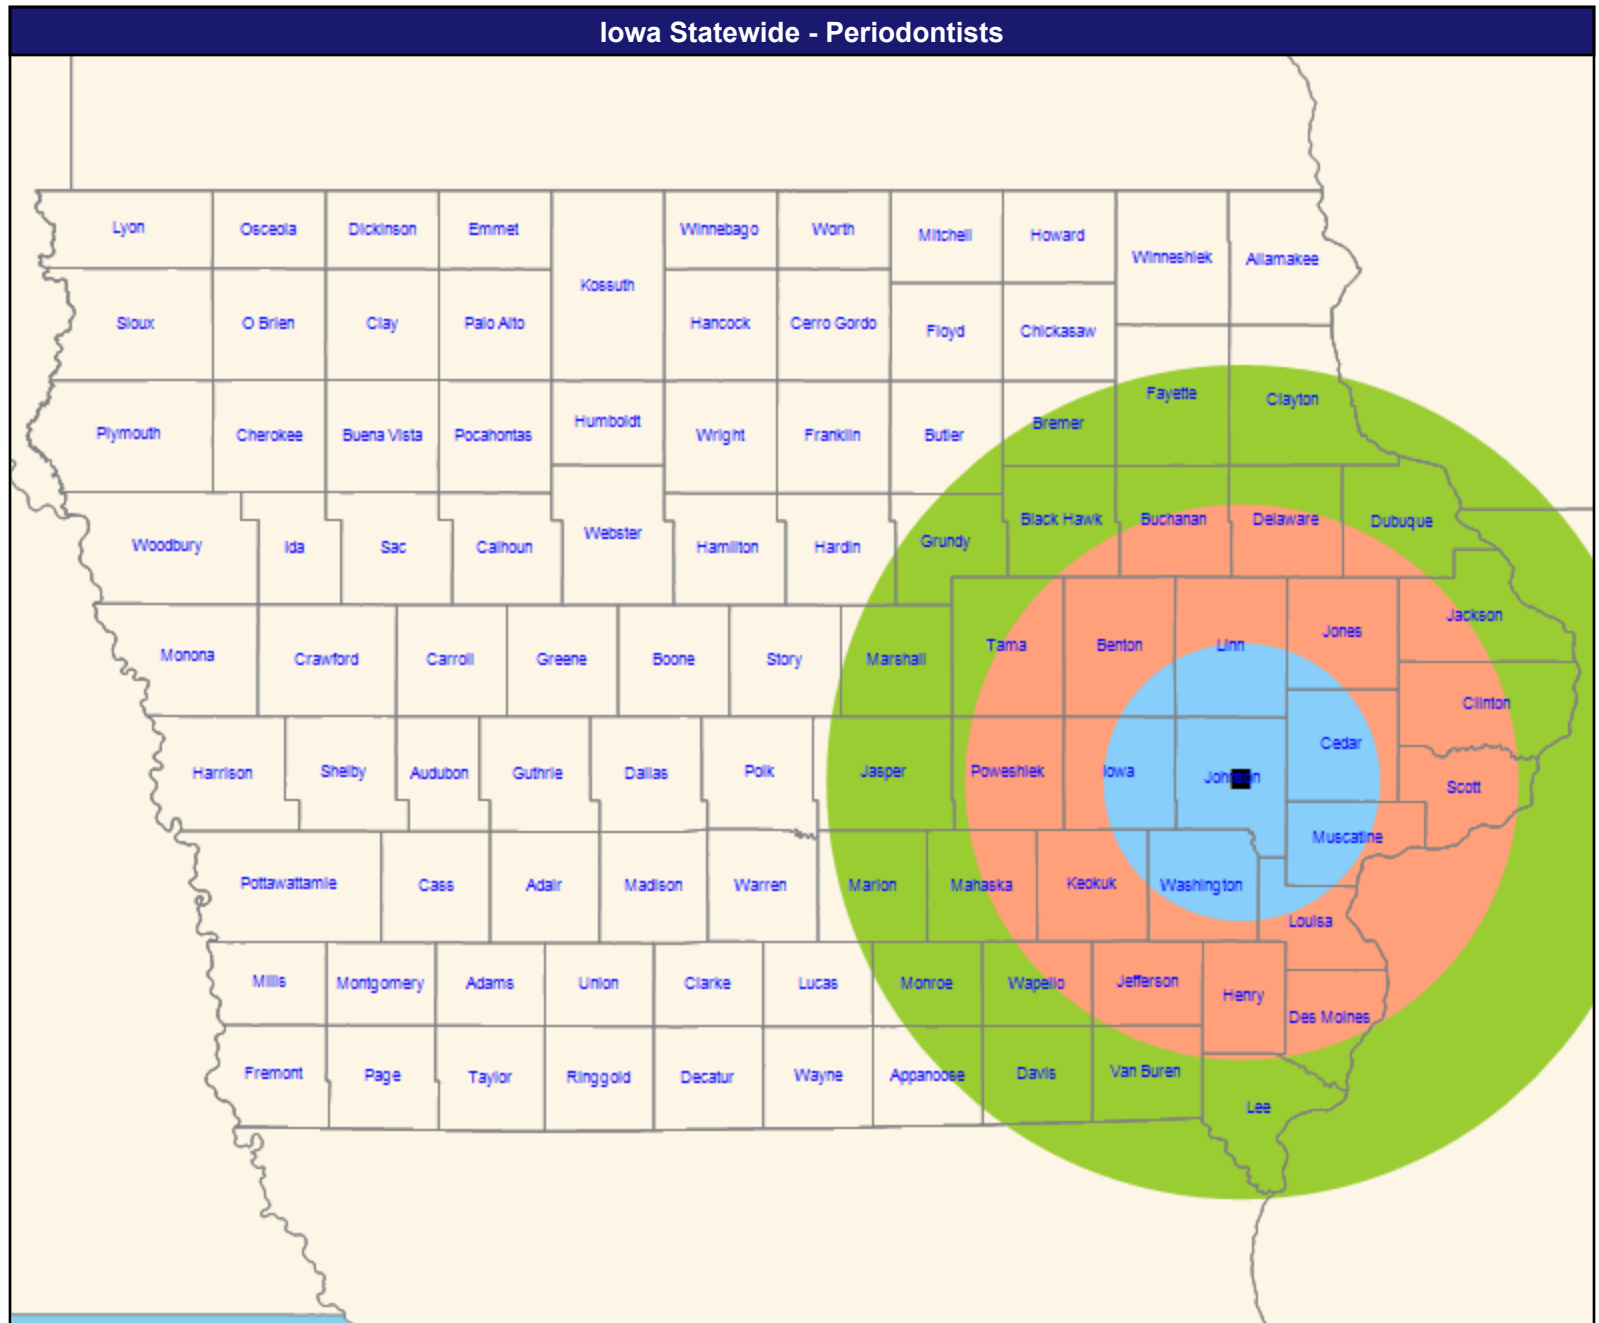 Iowa Statewide - Periodontists
Lyon Osceola Dickinson Emmet Winnebago Worth Mitchell Howard
Winneshiek Allamakee
Kossuth
Sioux O Brien Clay Palo Alto Hancock Cerro Gordo Floyd Chickasaw
Fayette Clayton
Plymouth Cherokee Buena Vista Pocahontas Humboldt Wright Franklin Butler Bremer
Woodbury Ida Sac Calhoun Webster Hamilton Hardin Grundy Black Hawk Buchanan Delaware Dubuque
Monona Crawford Carroll Greene Boone Story Marshall Tama Benton Linn Jones Jackson
Clinton
Harrison Shelby Audubon Guthrie Dallas Polk Jasper Poweshiek Iowa Johnson Cedar Scott
Muscatine
Pottawattamie Cass Adair Madison Warren Marion Mahaska Keokuk Washington Louisa
Mills Montgomery Adams Union Clarke Lucas Monroe Wapello Jefferson Henry Des Moines
Fremont Page Taylor Ringgold Decatur Wayne Appanoose Davis Van Buren Lee